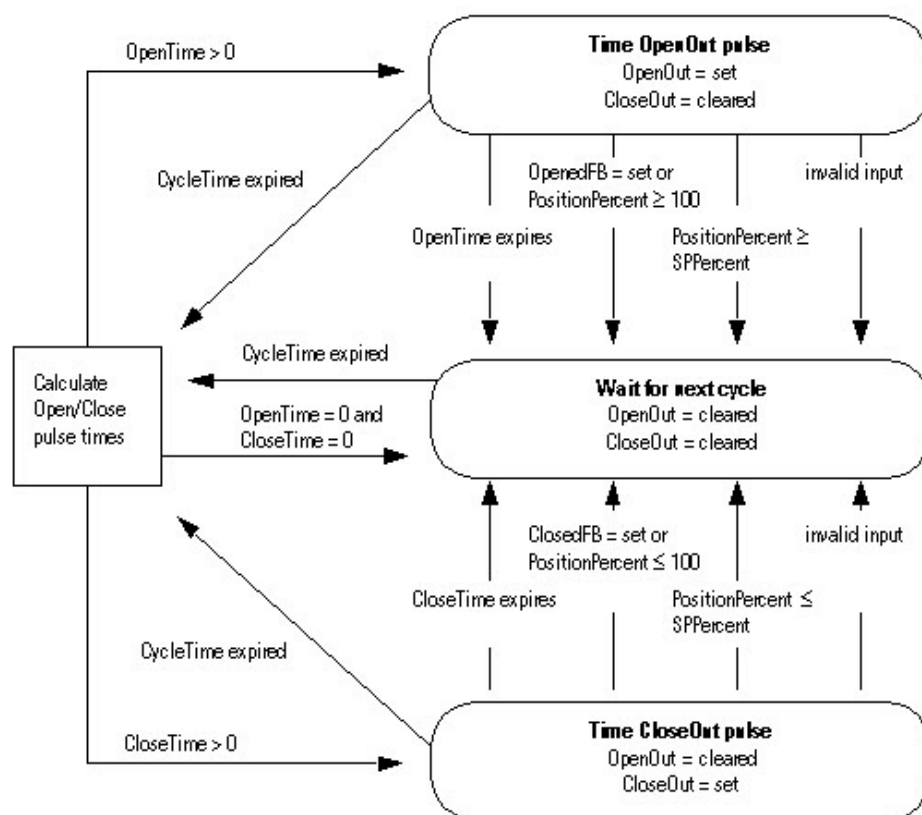 OpenTime > 0
Time OpenOut pulse
OpenOut = set
CloseOut = cleared
CycleTime expired
OpenedFB = set or
PositionPercent ≥ 100
invalid input
OpenTime expires
PositionPercent ≥
SPPercent
Calculate
Open/Close
pulse times
CycleTime expired
OpenTime = 0 and
CloseTime = 0
Wait for next cycle
OpenOut = cleared
CloseOut = cleared
ClosedFB = set or
PositionPercent ≤ 100
invalid input
CloseTime expires
PositionPercent ≤
SPPercent
CycleTime expired
CloseTime > 0
Time CloseOut pulse
OpenOut = cleared
CloseOut = set